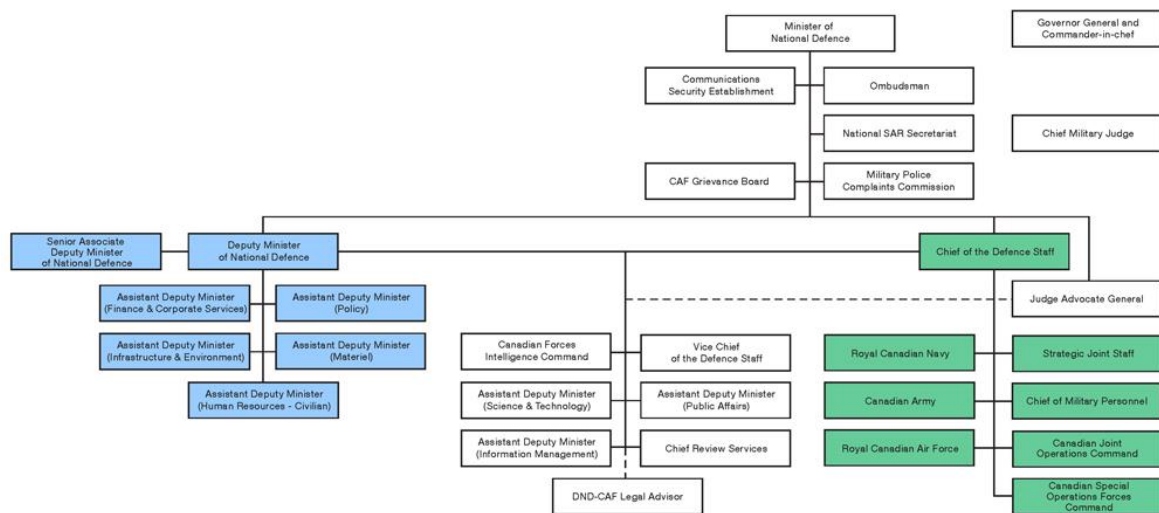 Minister of
National Defence
Governor General and
Commander-in-chief
Communications
Security Establishment
Ombudsman
National SAR Secretariat
Chief Military Judge
CAF Grievance Board
Military Police
Complaints Commission
Senior Associate
Deputy Minister
of National Defence
Deputy Minister
of National Defence
Chief of the Defence Staff
Assistant Deputy Minister
(Finance & Corporate Services)
Assistant Deputy Minister
(Policy)
Judge Advocate General
Assistant Deputy Minister
(Infrastructure & Environment)
Assistant Deputy Minister
(Materiel)
Canadian Forces
Intelligence Command
Vice Chief
of the Defence Staff
Royal Canadian Navy
Strategic Joint Staff
Assistant Deputy Minister
(Human Resources - Civilian)
Assistant Deputy Minister
(Science & Technology)
Assistant Deputy Minister
(Public Affairs)
Canadian Army
Chief of Military Personnel
Assistant Deputy Minister
(Information Management)
Chief Review Services
Royal Canadian Air Force
Canadian Joint
Operations Command
DND-CAF Legal Advisor
Canadian Special
Operations Forces
Command